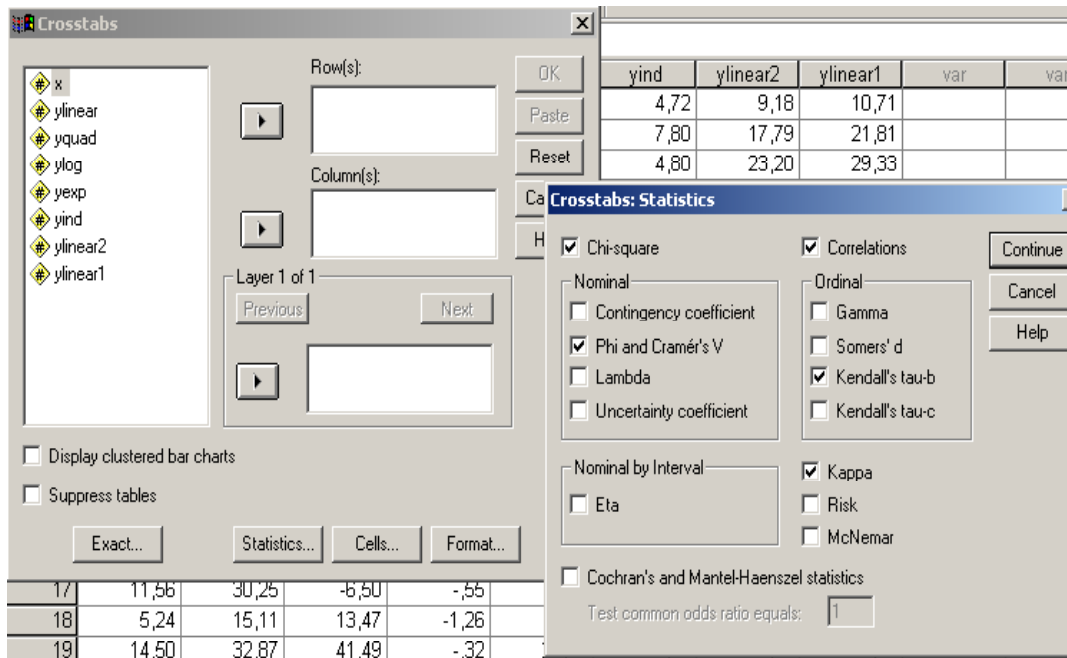 Crosstabs
x
ylinear
yquad
ylog
yexp
yind
ylinear2
ylinear1
Row(s):
Column(s):
Layer 1 of 1
Previous
Next
OK
Paste
Reset
Ca
H
Display clustered bar charts
Suppress tables
Exact...
Statistics...
Cells...
Format...
yind ylinear2 ylinear1 var var
4,72 9,18 10,71
7,80 17,79 21,81
4,80 23,20 29,33
Crosstabs: Statistics
Chi-square
Correlations
Continue
Cancel
Help
Nominal
Contingency coefficient
Phi and Cramér's V
Lambda
Uncertainty coefficient
Ordinal
Gamma
Somers' d
Kendall's tau-b
Kendall's tau-c
Nominal by Interval
Eta
Kappa
Risk
McNemar
Cochran's and Mantel-Haenszel statistics
Test common odds ratio equals: 1
17 11,56 30,25 -6,50 -,55
18 5,24 15,11 13,47 -1,26
19 14,50 32,87 41,49 -,32